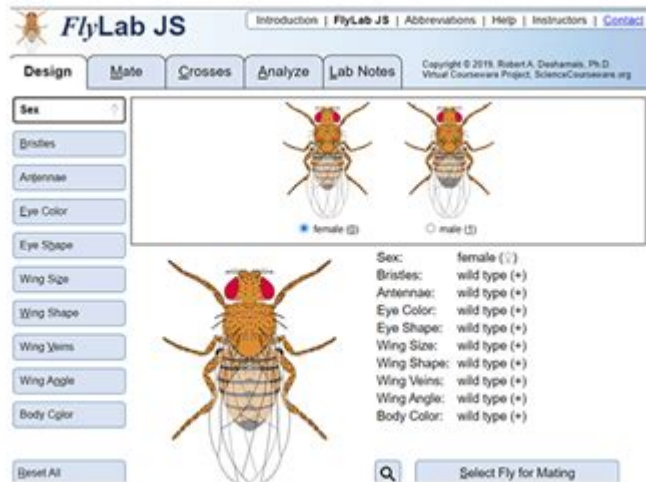 FlyLab JS
Introduction | FlyLab JS | Abbreviations | Help | Instructors | Contact
Design
Mate
Crosses
Analyze
Lab Notes
Copyright © 2019, Robert A. Desharnais, Ph.D.
Virtual Courseware Project, ScienceCourseware.org
Sex ♀
Bristles
Antennae
Eye Color
Eye Shape
Wing Size
Wing Shape
Wing Veins
Wing Angle
Body Color
Reset All
female (0)
male (1)
Sex: female (♀)
Bristles: wild type (+)
Antennae: wild type (+)
Eye Color: wild type (+)
Eye Shape: wild type (+)
Wing Size: wild type (+)
Wing Shape: wild type (+)
Wing Veins: wild type (+)
Wing Angle: wild type (+)
Body Color: wild type (+)
Select Fly for Mating